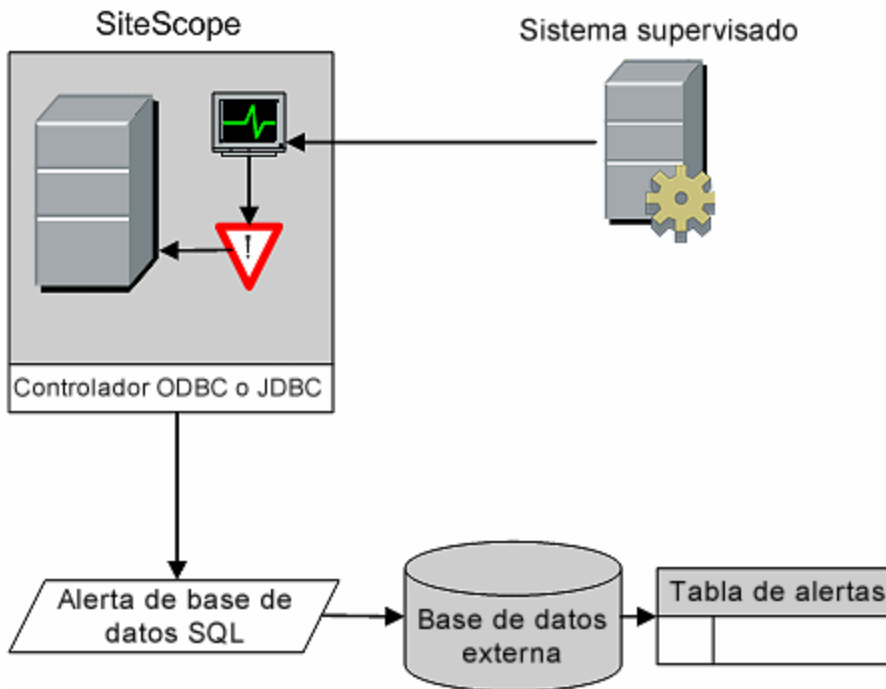 SiteScope
Sistema supervisado
!
Controlador ODBC o JDBC
Alerta de base de
datos SQL
Base de datos
externa
Tabla de alertas